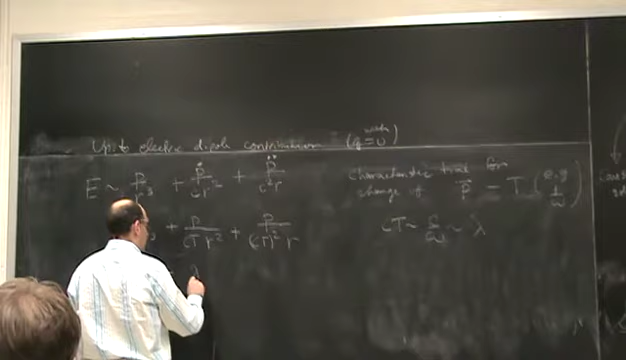 Up to electric dipole contribution (q=0)
E ~ p/r³ + ṗ/cr² + p̈/c²r
Characteristic time for
change of p⃗ = T (e.g. 1/ω)
+ p/cTr² + p/(cT)²r
cT ~ c/ω ~ λ